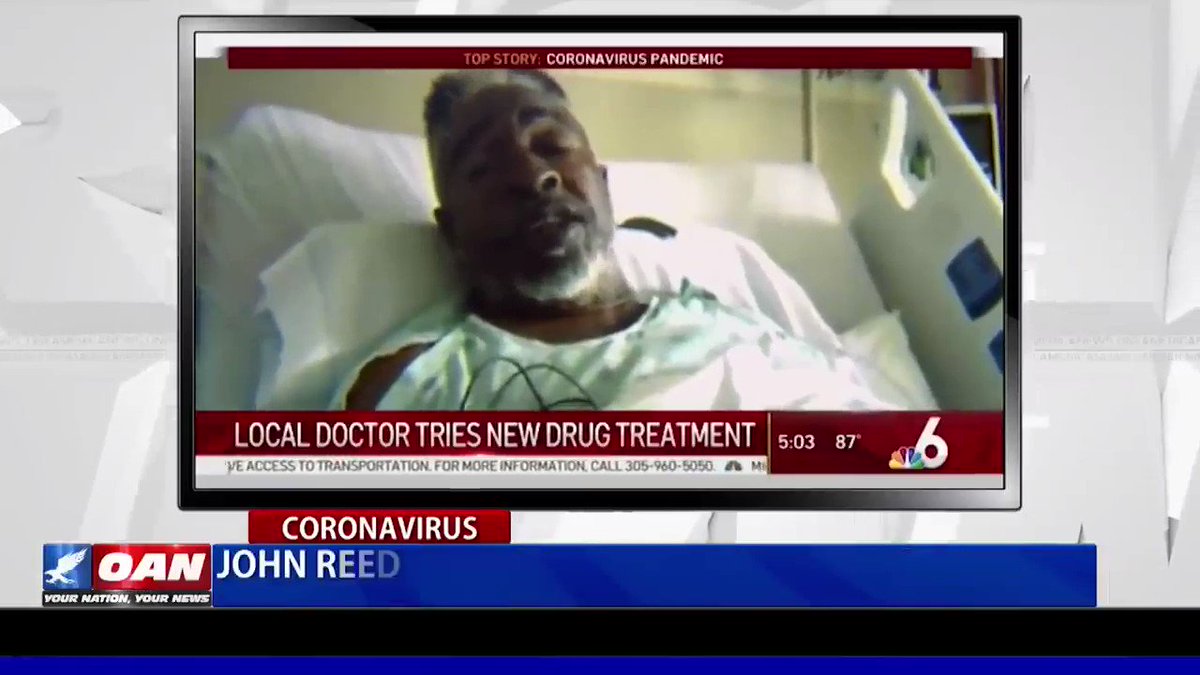 TOP STORY: CORONAVIRUS PANDEMIC
LOCAL DOCTOR TRIES NEW DRUG TREATMENT
5:03 87°
6
ACCESS TO TRANSPORTATION. FOR MORE INFORMATION, CALL 305-960-5050.
CORONAVIRUS
OAN
YOUR NATION, YOUR NEWS
JOHN REED